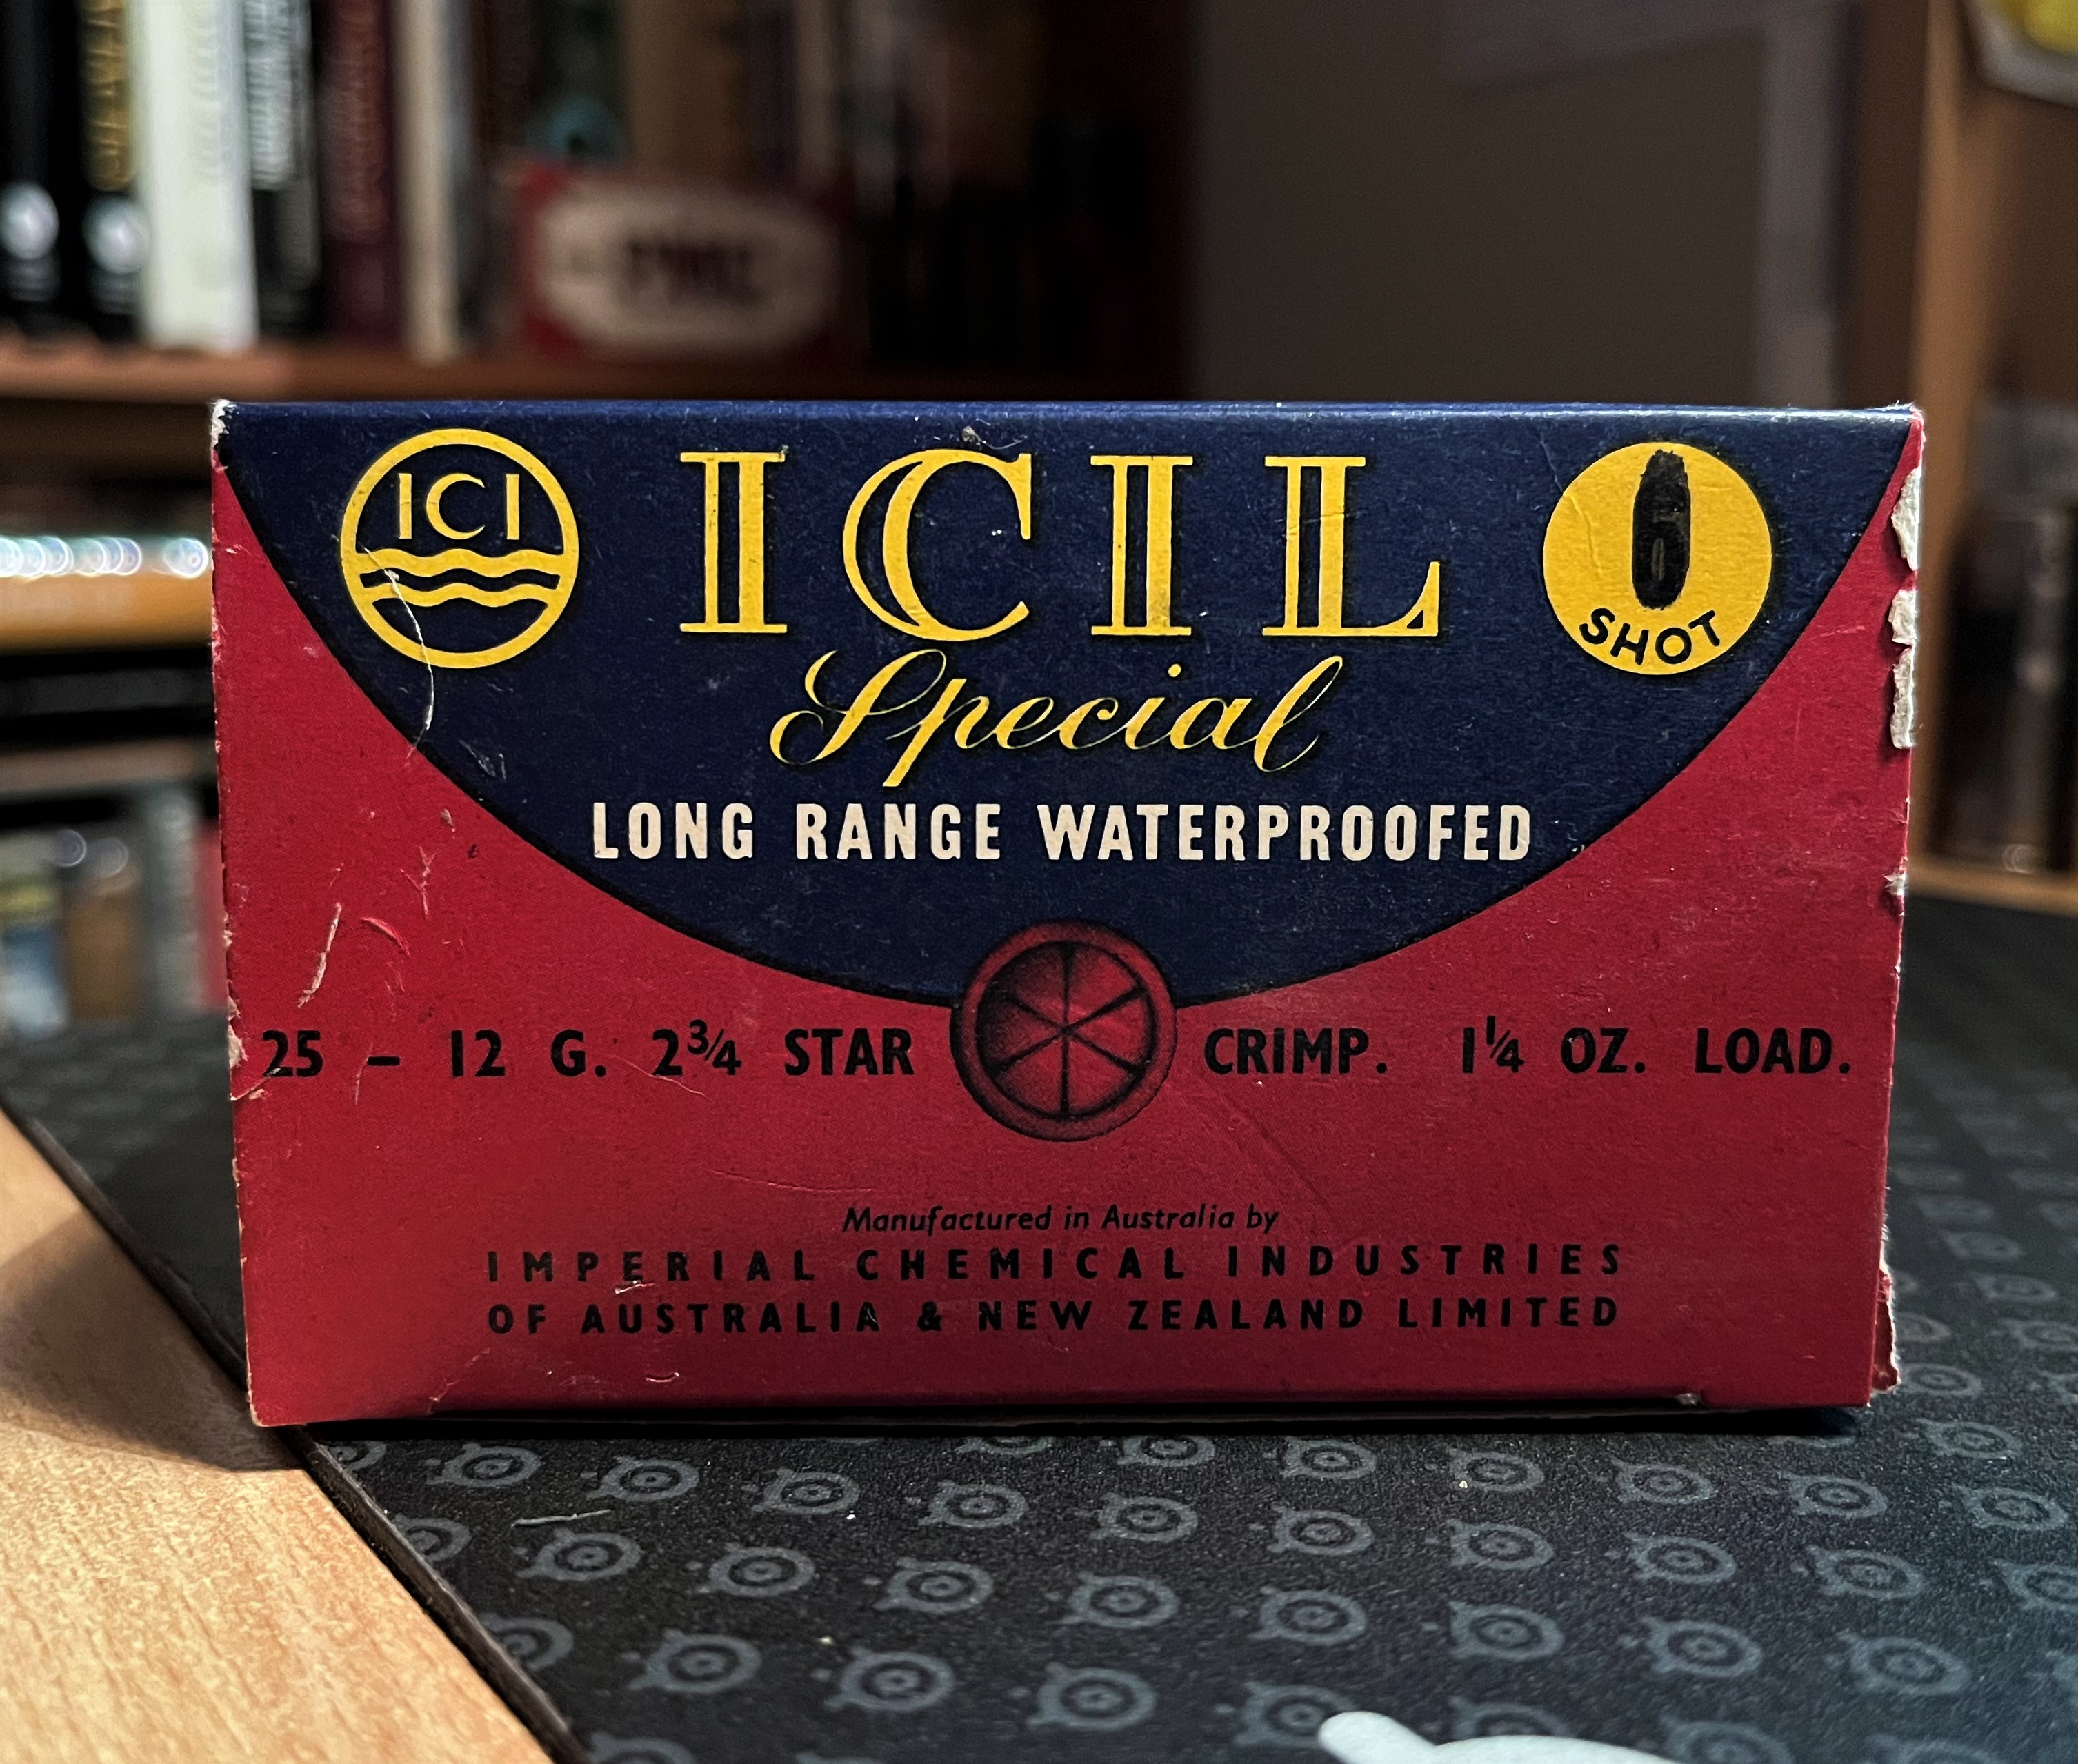 ICI
ICIL
Special
SHOT
LONG RANGE WATERPROOFED
25 - 12 G. 2¾ STAR CRIMP. 1¼ OZ. LOAD.
Manufactured in Australia by
IMPERIAL CHEMICAL INDUSTRIES
OF AUSTRALIA & NEW ZEALAND LIMITED